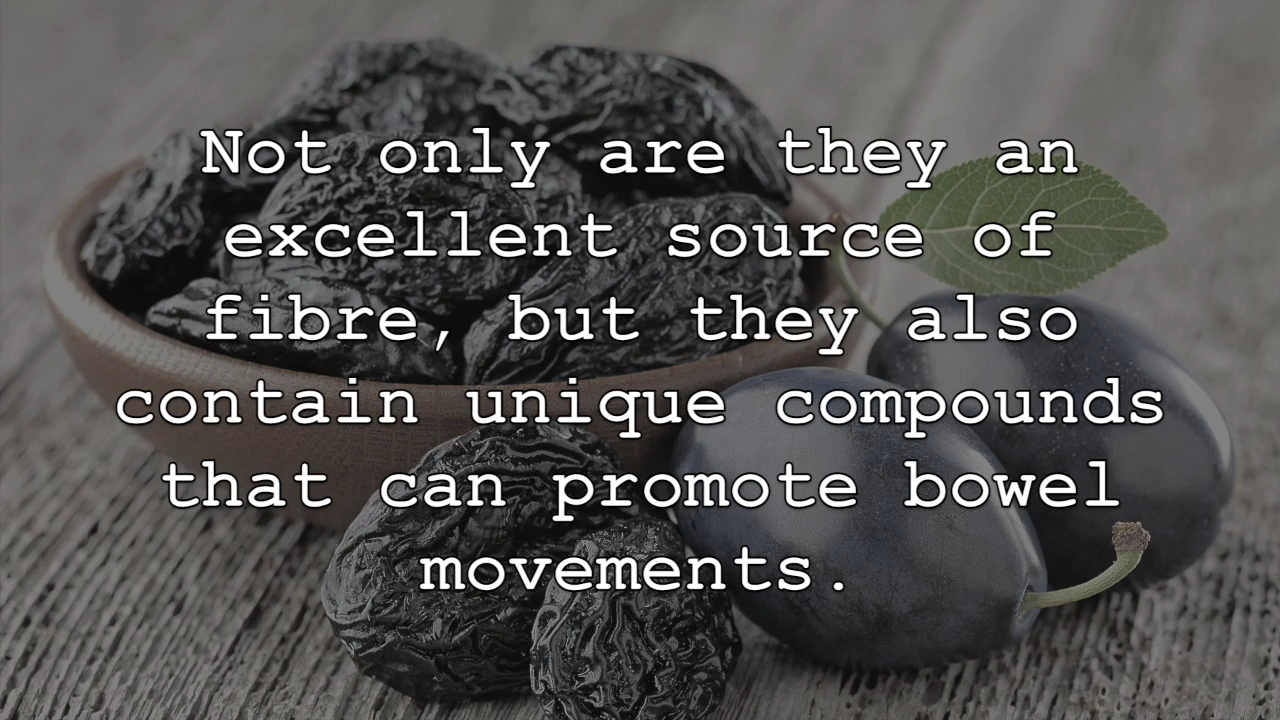 Not only are they an
excellent source of
fibre, but they also
contain unique compounds
that can promote bowel
movements.